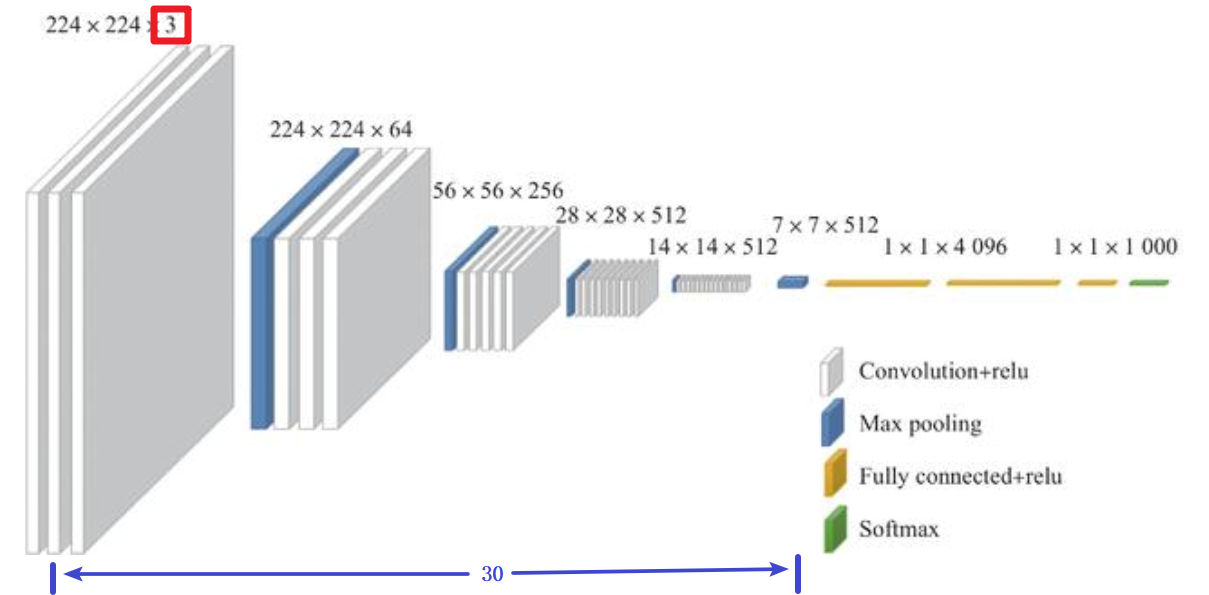 224 × 224 × 3
224 × 224 × 64
56 × 56 × 256
28 × 28 × 512
14 × 14 × 512
7 × 7 × 512
1 × 1 × 4 096
1 × 1 × 1 000
Convolution+relu
Max pooling
Fully connected+relu
Softmax
30